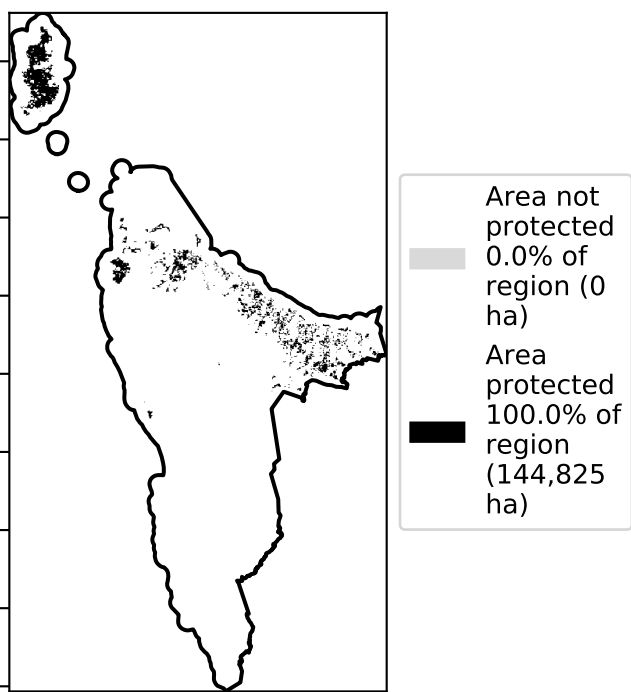 Area not
protected
0.0% of
region (0
ha)
Area
protected
100.0% of
region
(144,825
ha)